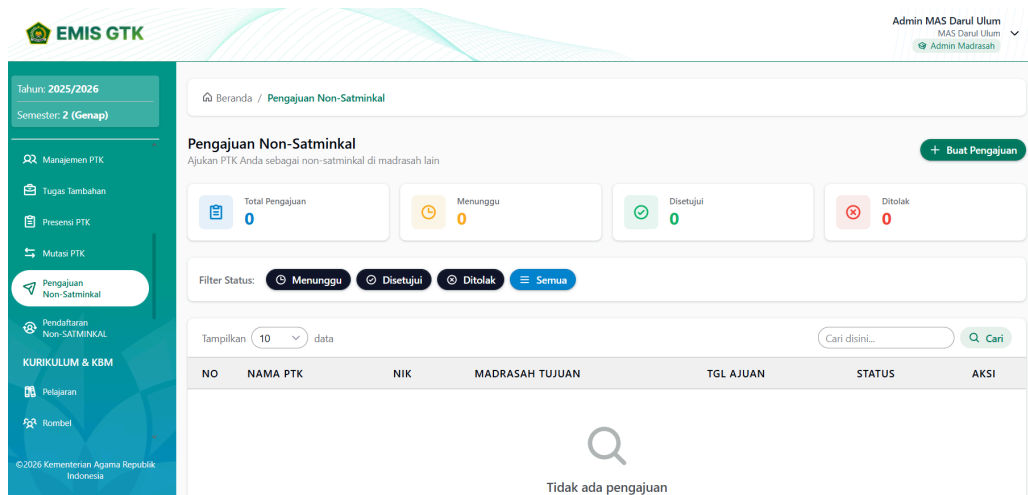 EMIS GTK
Admin MAS Darul Ulum
MAS Darul Ulum
Admin Madrasah
Tahun: 2025/2026
Semester: 2 (Genap)
Manajemen PTK
Tugas Tambahan
Presensi PTK
Mutasi PTK
Pengajuan
Non-Satminkal
Pendaftaran
Non-SATMINKAL
KURIKULUM & KBM
Pelajaran
Rombel
©2026 Kementerian Agama Republik
Indonesia
Beranda / Pengajuan Non-Satminkal
Pengajuan Non-Satminkal
Ajukan PTK Anda sebagai non-satminkal di madrasah lain
+ Buat Pengajuan
Total Pengajuan
0
Menunggu
0
Disetujui
0
Ditolak
0
Filter Status: Menunggu Disetujui Ditolak Semua
Tampilkan 10 data
Cari disini... Cari
NO NAMA PTK NIK MADRASAH TUJUAN TGL AJUAN STATUS AKSI
Tidak ada pengajuan